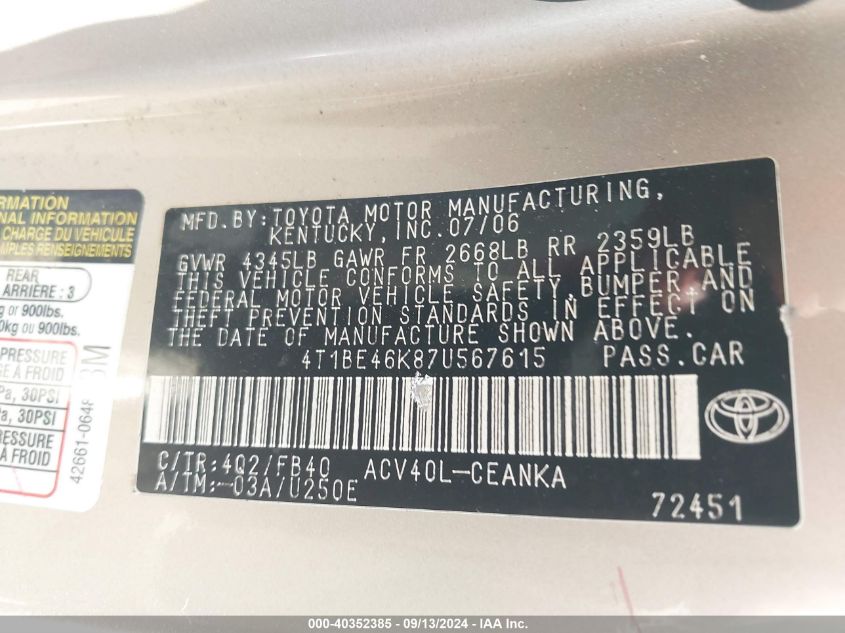 RMATION
NAL INFORMATION
CHARGE DU VÉHICULE
MPLES RENSEIGNEMENTS
REAR
ARRIÈRE : 3
g or 900lbs.
0kg ou 900lbs.
PRESSURE
GE A FROID
Pa, 30PSI
Pa, 30PSI
PRESSURE
À FROID
42661-0648
3M
MFD. BY: TOYOTA MOTOR MANUFACTURING,
KENTUCKY, INC. 07/06
GVWR 4345LB GAWR FR 2668LB RR 2359LB
THIS VEHICLE CONFORMS TO ALL APPLICABLE
FEDERAL MOTOR VEHICLE SAFETY, BUMPER, AND
THEFT PREVENTION STANDARDS IN EFFECT ON
THE DATE OF MANUFACTURE SHOWN ABOVE.
4T1BE46K87U567615 PASS.CAR
C/TR:4Q2/FB40 ACV40L-CEANKA
A/TM:-03A/U250E
72451
000-40352385 - 09/13/2024 - IAA, Inc.